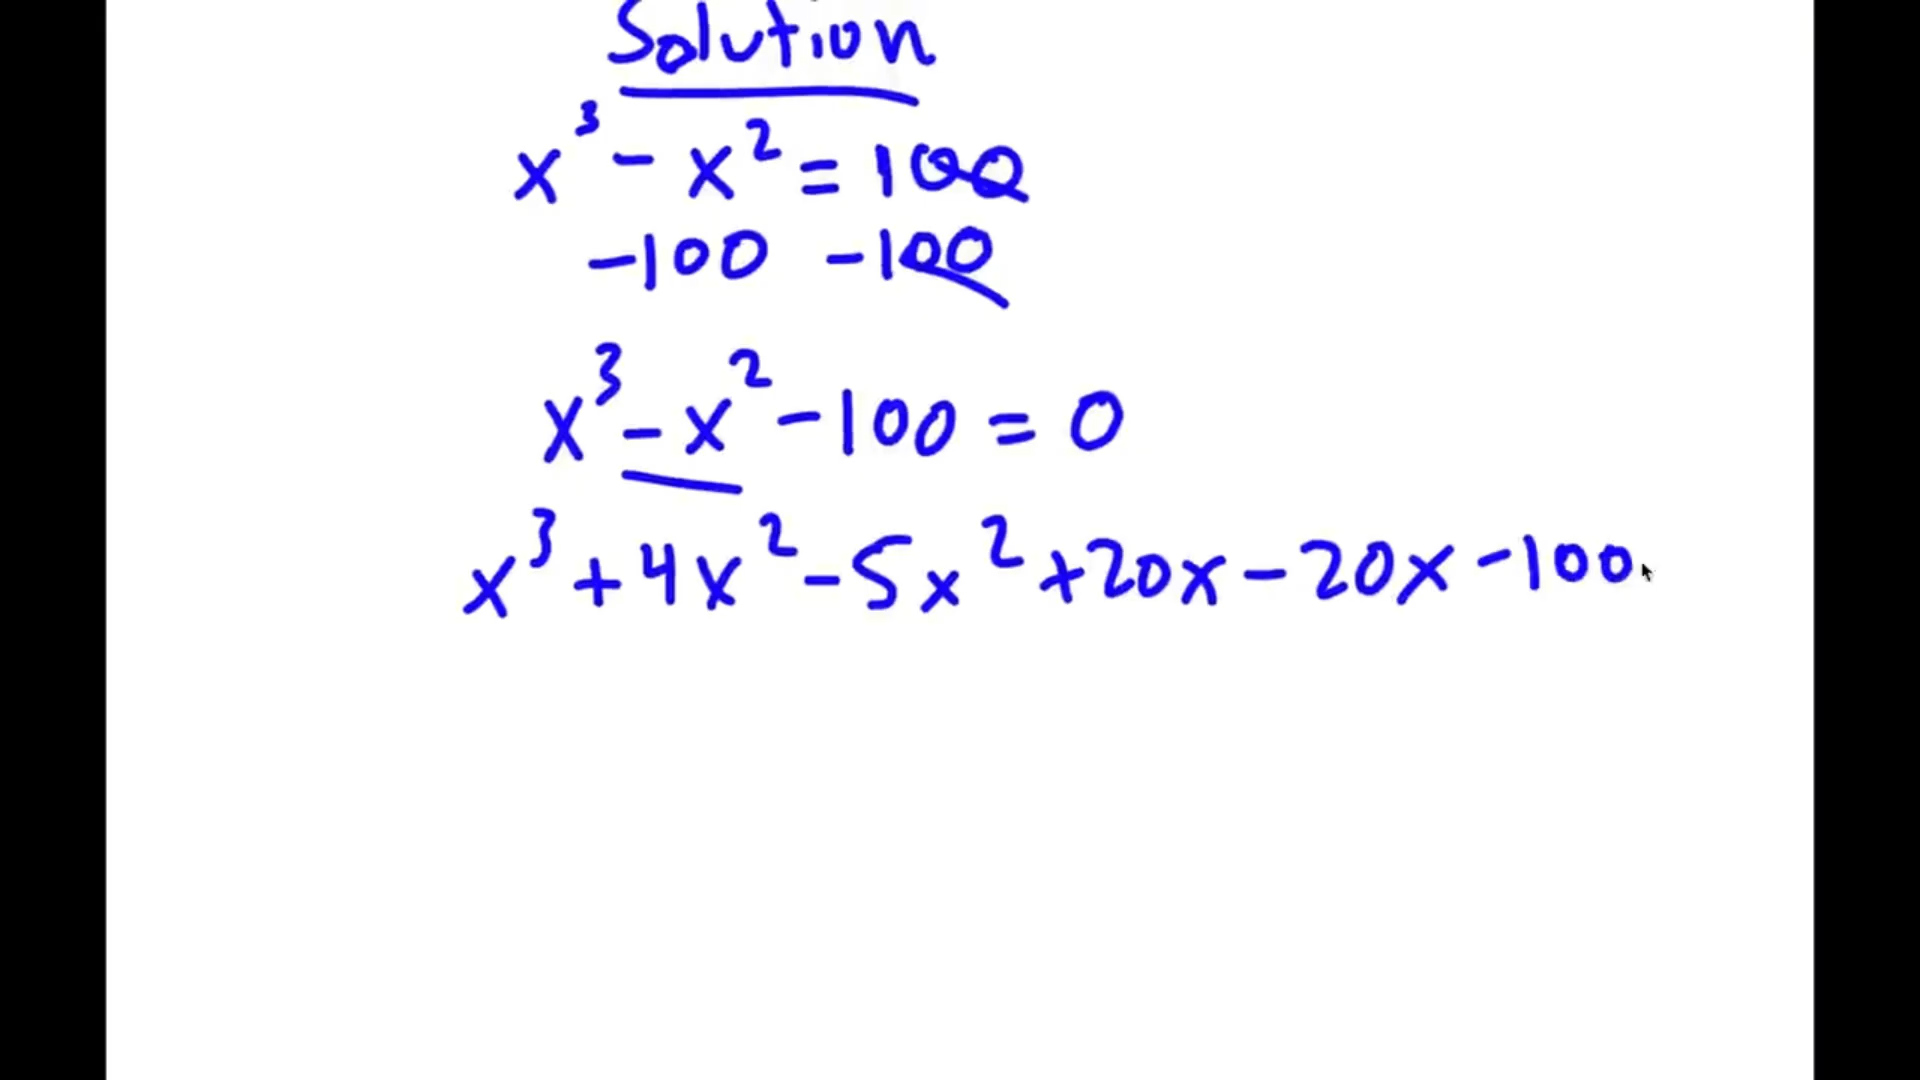 Solution
x³ - x² = 100
-100 -100
x³ - x² - 100 = 0
x³ + 4x² - 5x² + 20x - 20x - 100